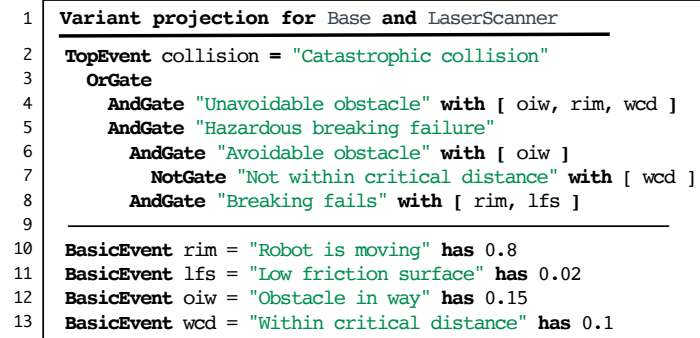 1 Variant projection for Base and LaserScanner
2 TopEvent collision = "Catastrophic collision"
3 OrGate
4 AndGate "Unavoidable obstacle" with [ oiw, rim, wcd ]
5 AndGate "Hazardous breaking failure"
6 AndGate "Avoidable obstacle" with [ oiw ]
7 NotGate "Not within critical distance" with [ wcd ]
8 AndGate "Breaking fails" with [ rim, lfs ]
9
10 BasicEvent rim = "Robot is moving" has 0.8
11 BasicEvent lfs = "Low friction surface" has 0.02
12 BasicEvent oiw = "Obstacle in way" has 0.15
13 BasicEvent wcd = "Within critical distance" has 0.1